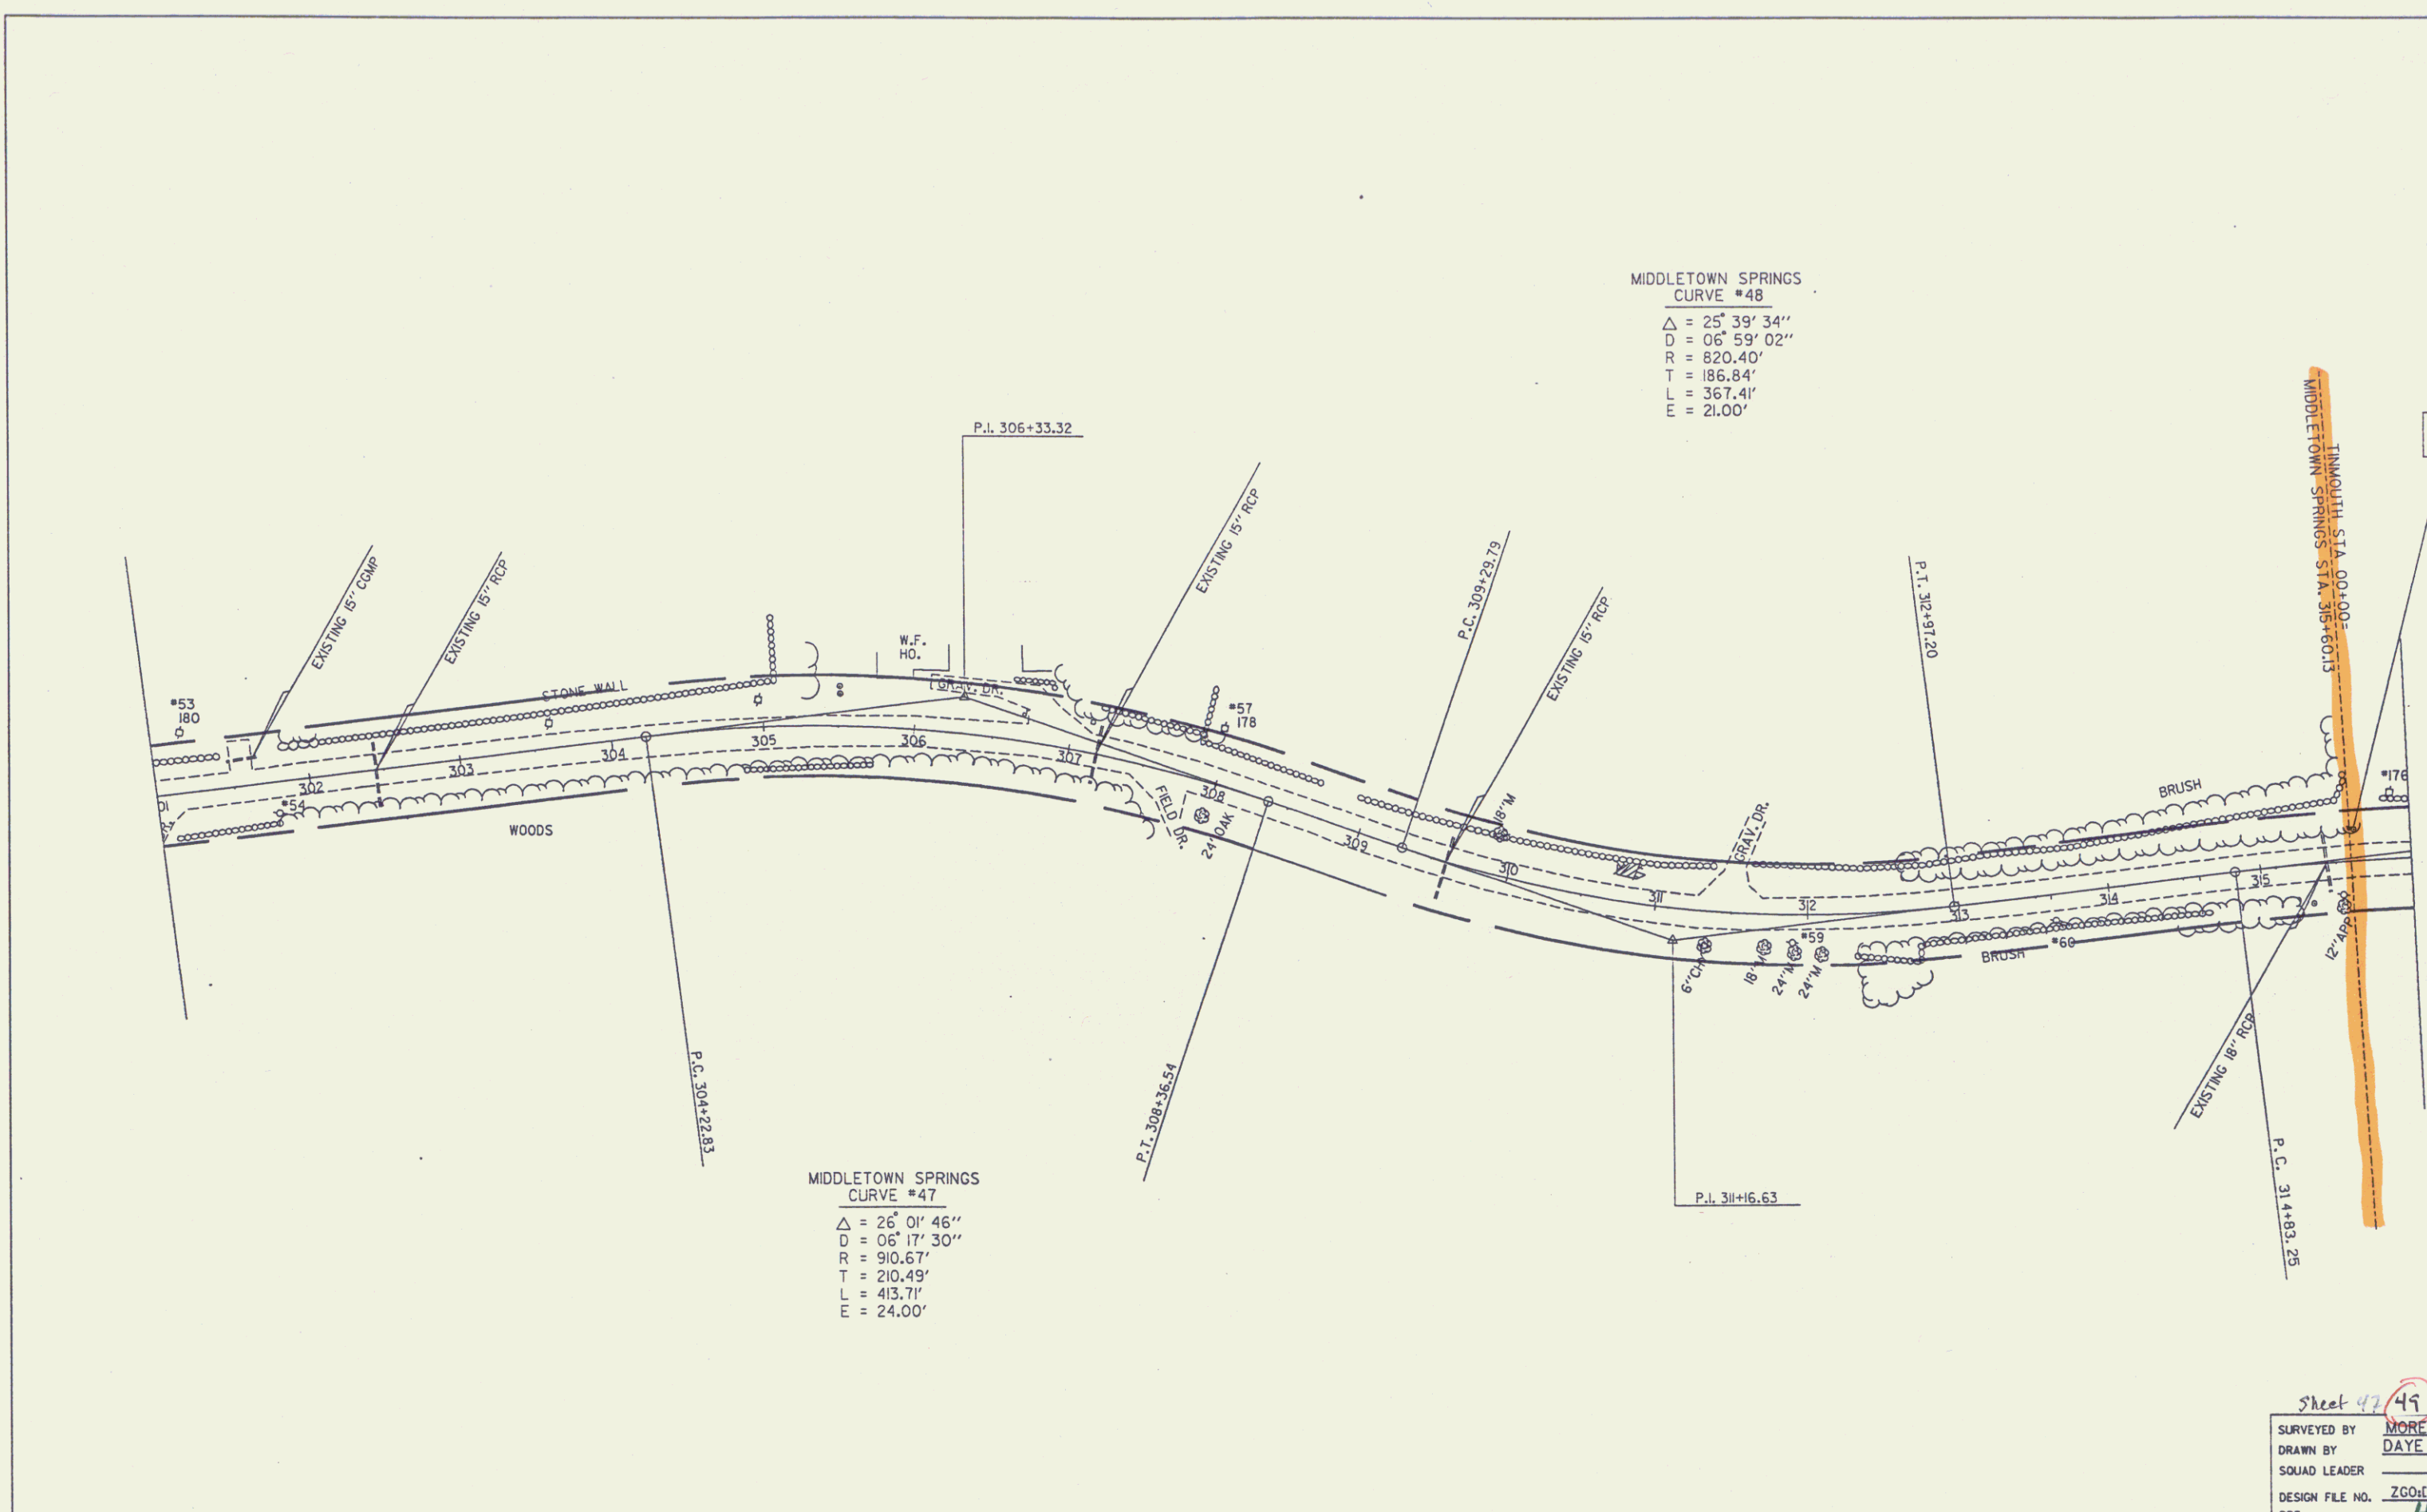 MIDDLETOWN SPRINGS
CURVE #48
△ = 25° 39' 34''
D = 06° 59' 02''
R = 820.40'
T = 186.84'
L = 367.41'
E = 21.00'
P.I. 306+33.32
TINMOUTH STA 00+00=
MIDDLETOWN SPRINGS STA. 315+60.13
EXISTING 15'' CGMP
EXISTING 15'' RCP
EXISTING 15'' RCP
P.C. 309+29.79
EXISTING 15'' RCP
P.T. 312+97.20
W.F.
HO.
#53
180
STONE WALL
GRAV. DR.
#57
178
302
303
304
305
306
307
308
309
310
311
312
313
314
315
#54
WOODS
FIELD DR.
24'' OAK
18''M
GRAV. DR.
BRUSH
#176
6''CH
18''M
24''M
24''M
#59
#60
BRUSH
EXISTING 18'' RCP
P.C. 304+22.83
P.T. 308+36.54
P.I. 311+16.63
P.C. 314+83.25
MIDDLETOWN SPRINGS
CURVE #47
△ = 26° 01' 46''
D = 06° 17' 30''
R = 910.67'
T = 210.49'
L = 413.71'
E = 24.00'
Sheet 47 49
SURVEYED BY MORE
DRAWN BY DAYE
SQUAD LEADER
DESIGN FILE NO. ZGO:D